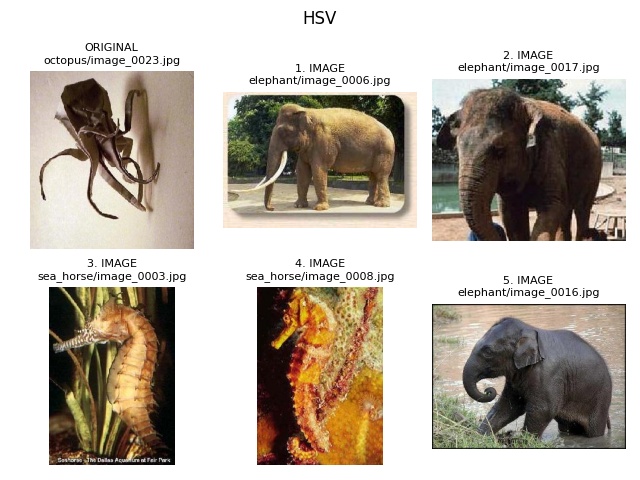 HSV
ORIGINAL
octopus/image_0023.jpg
1. IMAGE
elephant/image_0006.jpg
2. IMAGE
elephant/image_0017.jpg
3. IMAGE
sea_horse/image_0003.jpg
4. IMAGE
sea_horse/image_0008.jpg
5. IMAGE
elephant/image_0016.jpg
Seahorse - The Dallas Aquarium at Fair Park